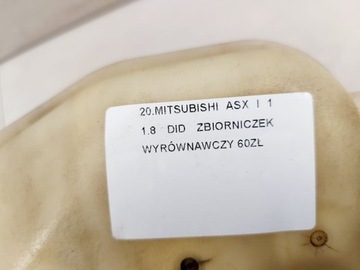 20.MITSUBISHI ASX I 1
1.8 DID ZBIORNICZEK
WYRÓWNAWCZY 60ZL